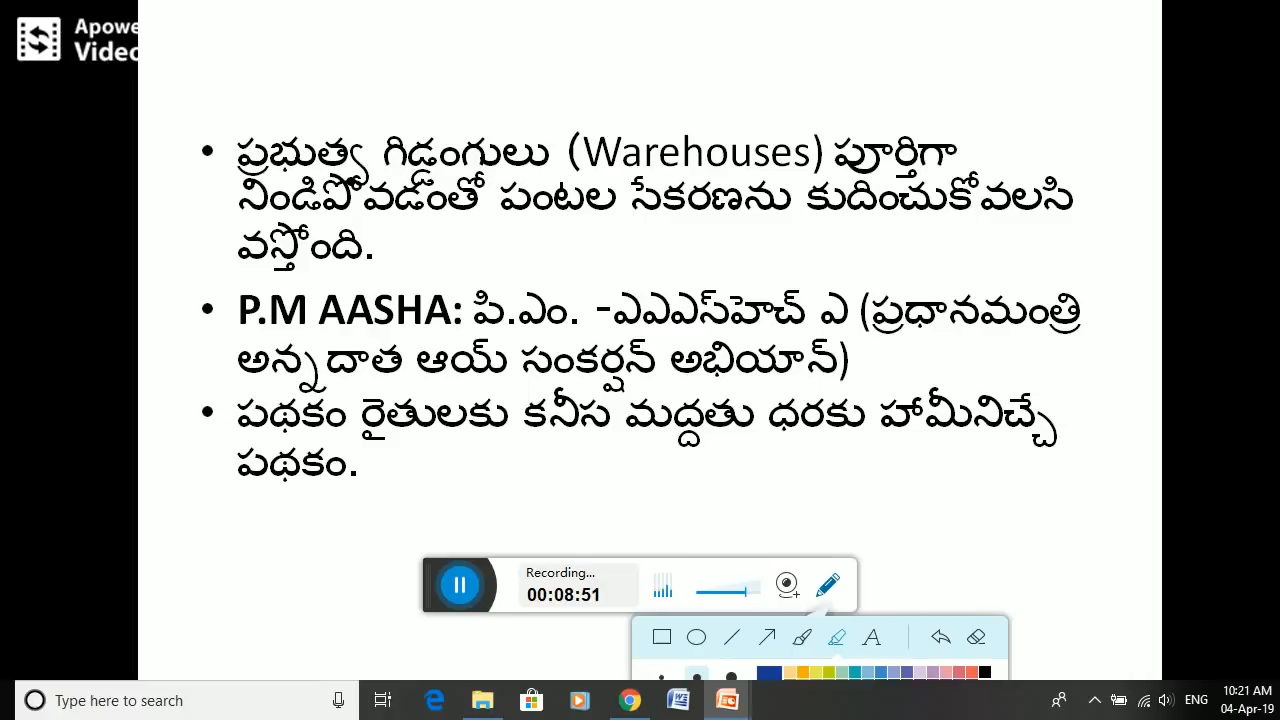 Apowe
Video
• ప్రభుత్వ గిడ్డంగులు (Warehouses) పూర్తిగా
నిండిపోవడంతో పంటల సేకరణను కుదించుకోవలసి
వస్తోంది.
• P.M AASHA: పి.ఎం. -ఎఎఎస్‌హెచ్ ఎ (ప్రధానమంత్రి
అన్నదాత ఆయ్ సంకర్షన్ అభియాన్)
• పథకం రైతులకు కనీస మద్దతు ధరకు హామీనిచ్చే
పథకం.
Recording...
00:08:51
A
Type here to search
ENG
10:21 AM
04-Apr-19